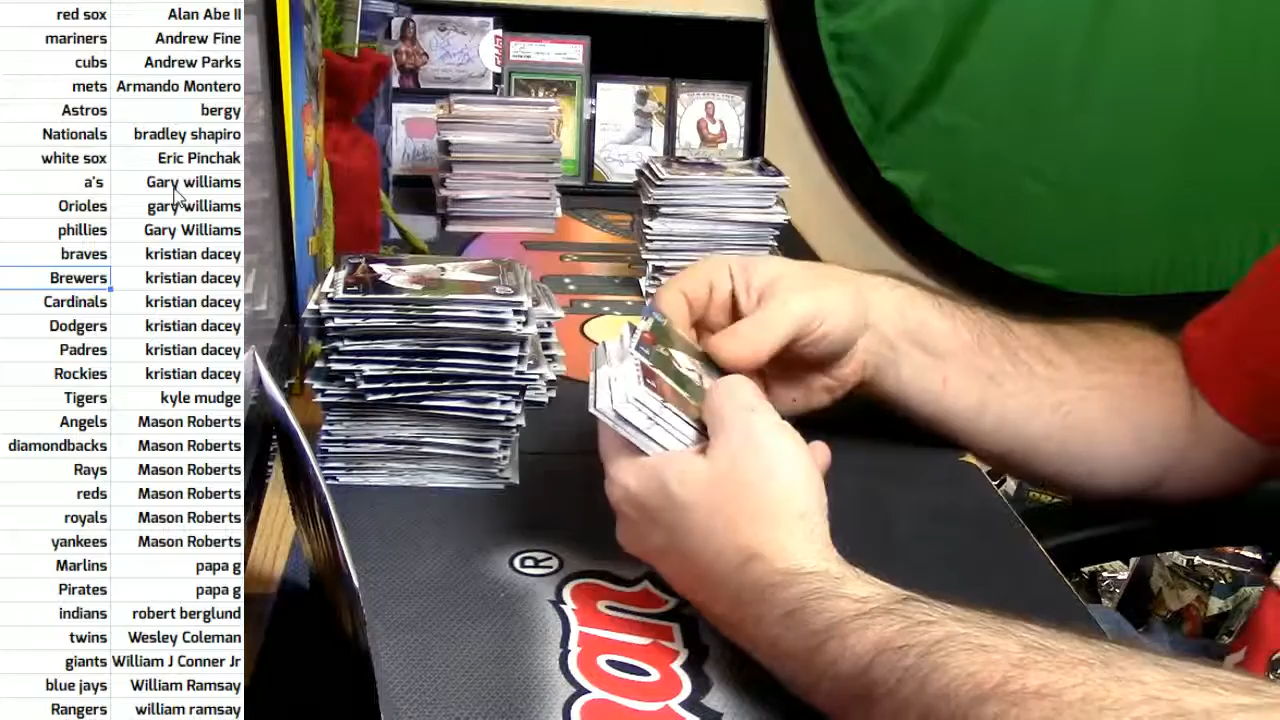 red sox Alan Abe II
mariners Andrew Fine
cubs Andrew Parks
mets Armando Montero
Astros bergy
Nationals bradley shapiro
white sox Eric Pinchak
a's Gary williams
Orioles gary williams
phillies Gary Williams
braves kristian dacey
Brewers kristian dacey
Cardinals kristian dacey
Dodgers kristian dacey
Padres kristian dacey
Rockies kristian dacey
Tigers kyle mudge
Angels Mason Roberts
diamondbacks Mason Roberts
Rays Mason Roberts
reds Mason Roberts
royals Mason Roberts
yankees Mason Roberts
Marlins papa g
Pirates papa g
indians robert berglund
twins Wesley Coleman
giants William J Conner Jr
blue jays William Ramsay
Rangers william ramsay
®